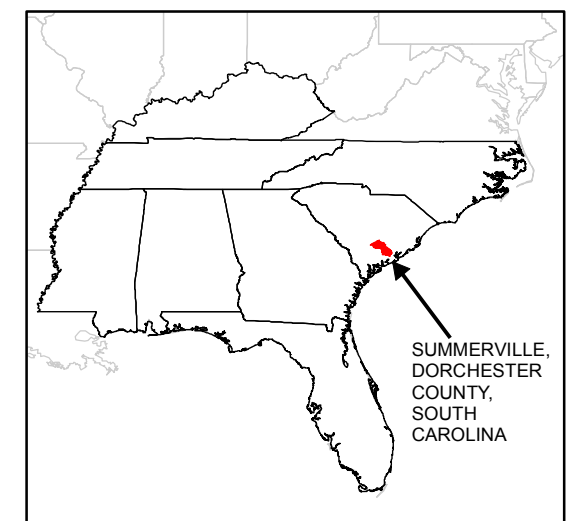 SUMMERVILLE,
DORCHESTER
COUNTY,
SOUTH
CAROLINA